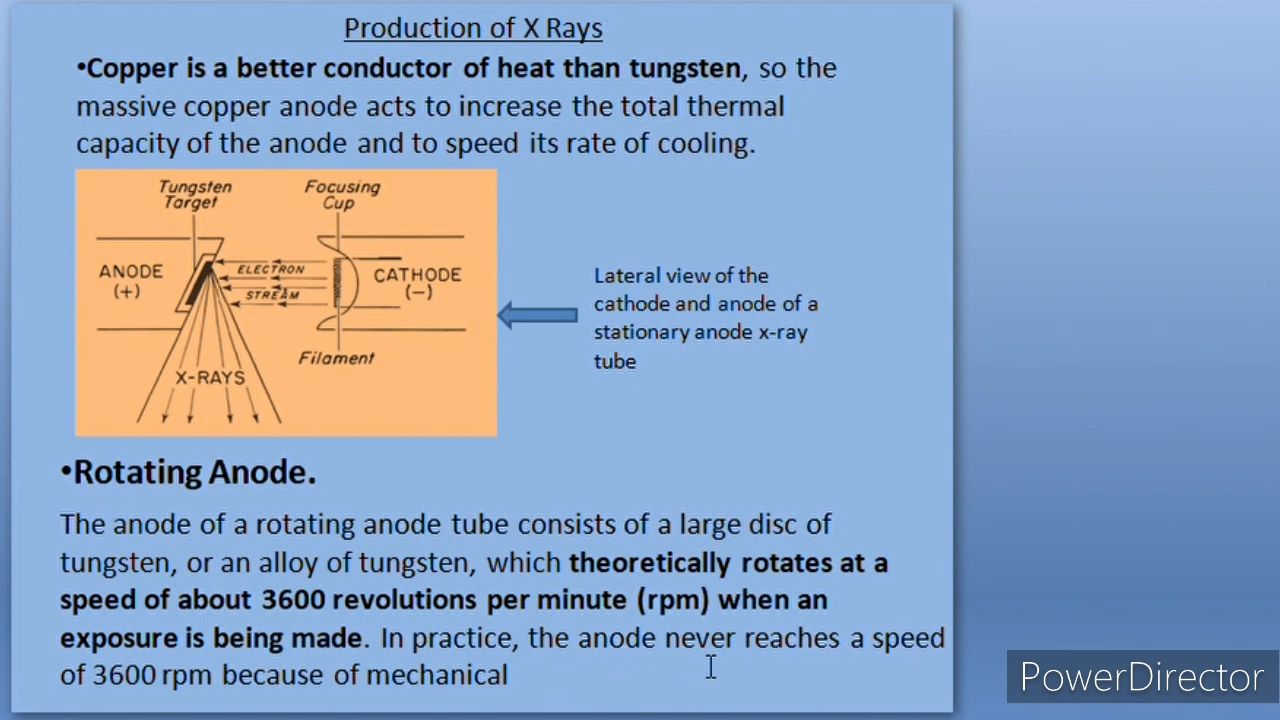 Production of X Rays
•Copper is a better conductor of heat than tungsten, so the
massive copper anode acts to increase the total thermal
capacity of the anode and to speed its rate of cooling.
Tungsten
Target
Focusing
Cup
ANODE
(+)
ELECTRON
STREAM
CATHODE
(−)
Filament
X-RAYS
Lateral view of the
cathode and anode of a
stationary anode x-ray
tube
•Rotating Anode.
The anode of a rotating anode tube consists of a large disc of
tungsten, or an alloy of tungsten, which theoretically rotates at a
speed of about 3600 revolutions per minute (rpm) when an
exposure is being made. In practice, the anode never reaches a speed
of 3600 rpm because of mechanical
PowerDirector